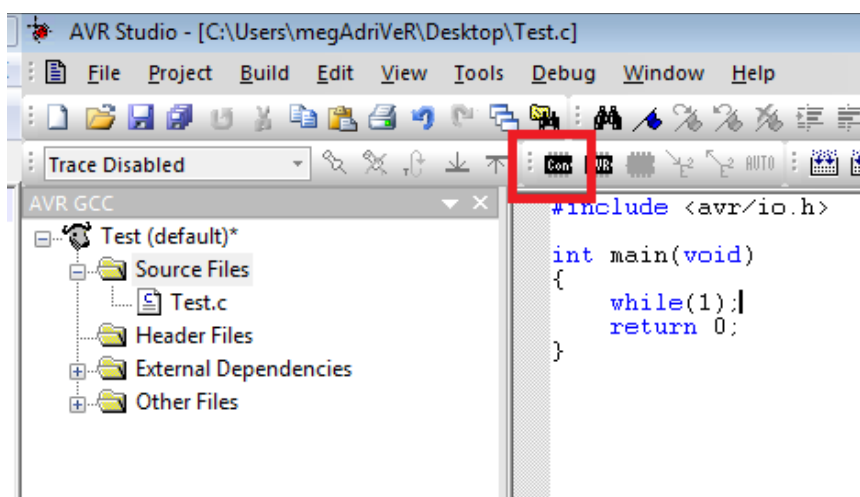 AVR Studio - [C:\Users\megAdriVeR\Desktop\Test.c]
File Project Build Edit View Tools Debug Window Help
Trace Disabled Con AVR AUTO
AVR GCC
Test (default)*
Source Files
Test.c
Header Files
External Dependencies
Other Files
#include <avr/io.h>
int main(void)
{
while(1);
return 0;
}